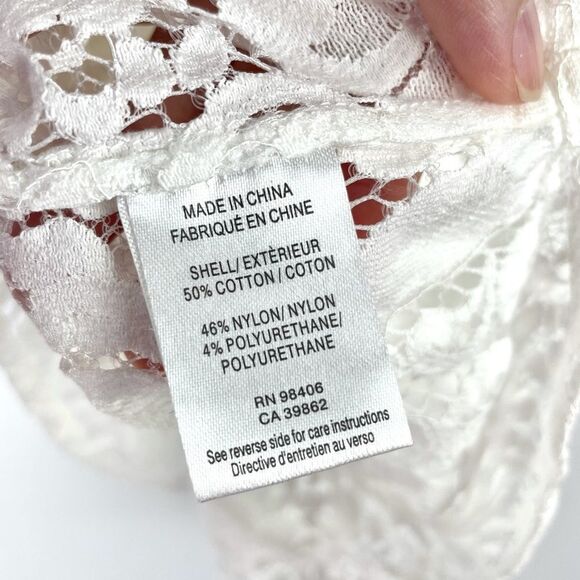 MADE IN CHINA
FABRIQUÉ EN CHINE
SHELL/ EXTÈRIEUR
50% COTTON / COTON
46% NYLON/ NYLON
4% POLYURETHANE/
POLYURETHANE
RN 98406
CA 39862
See reverse side for care instructions
Directive d'entretien au verso